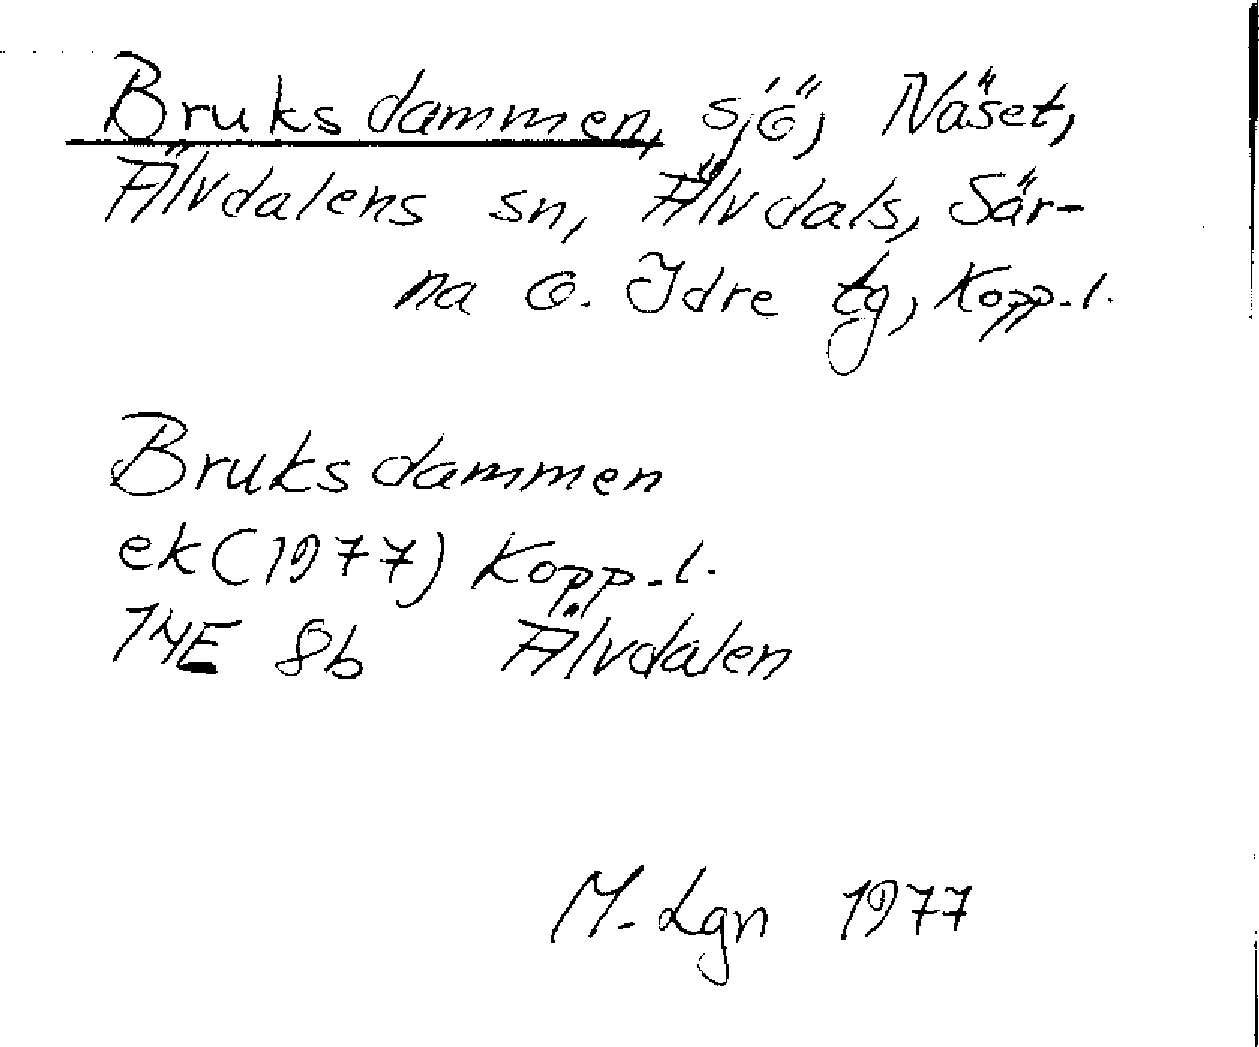 Bruksdammen, sjö, Näset,
Älvdalens sn, Älvdals, Sär-
na o. Idre tg, Kopp.l.
Bruksdammen
ek (1977) Kopp.l.
14E 8b Älvdalen
M. Lgn 1977